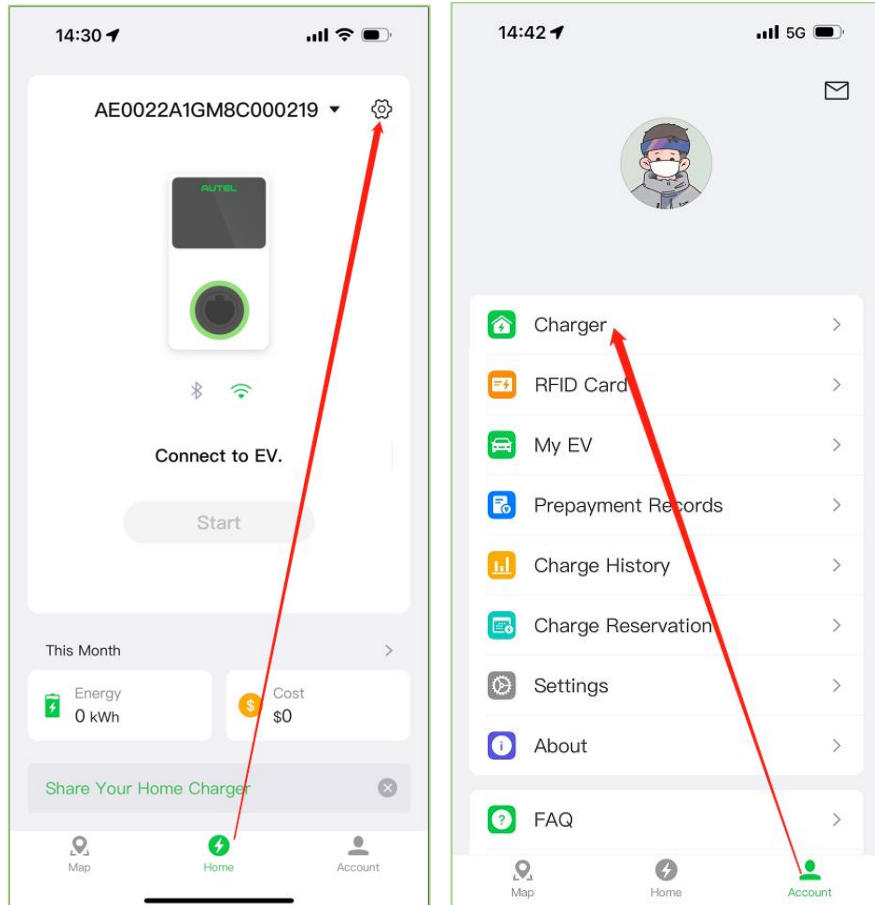 14:30
AE0022A1GM8C000219
AUTEL
Connect to EV.
Start
This Month
Energy
0 kWh
Cost
$0
Share Your Home Charger
Map
Home
Account
14:42
5G
Charger
RFID Card
My EV
Prepayment Records
Charge History
Charge Reservation
Settings
About
FAQ
Map
Home
Account